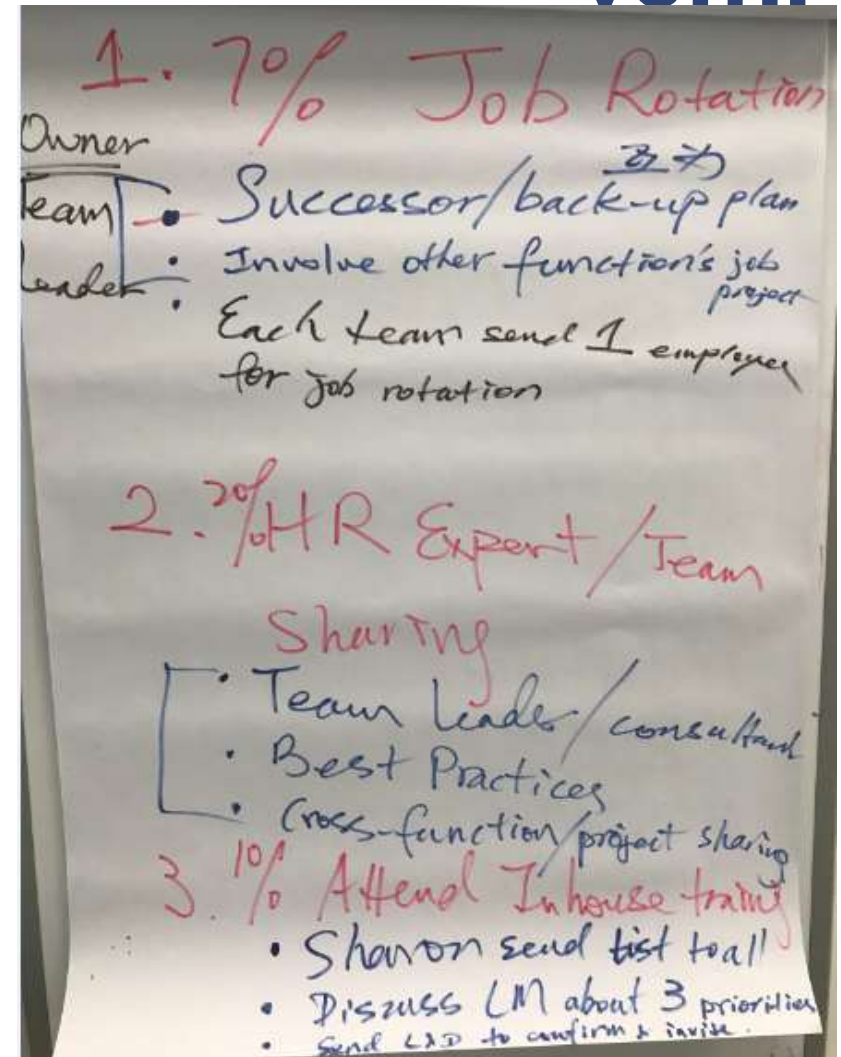 1. 70% Job Rotation
Owner
Team
Leader
互为
• Successor/back-up plan
• Involve other function's job
project
• Each team send 1 employee
for job rotation
2. 20% HR Expert/Team
Sharing
• Team Leader/consultant
• Best Practices
• Cross-function/project sharing
3. 10% Attend Inhouse training
• Sharon send list to all
• Discuss LM about 3 priorities
• Send L&D to confirm & invite.